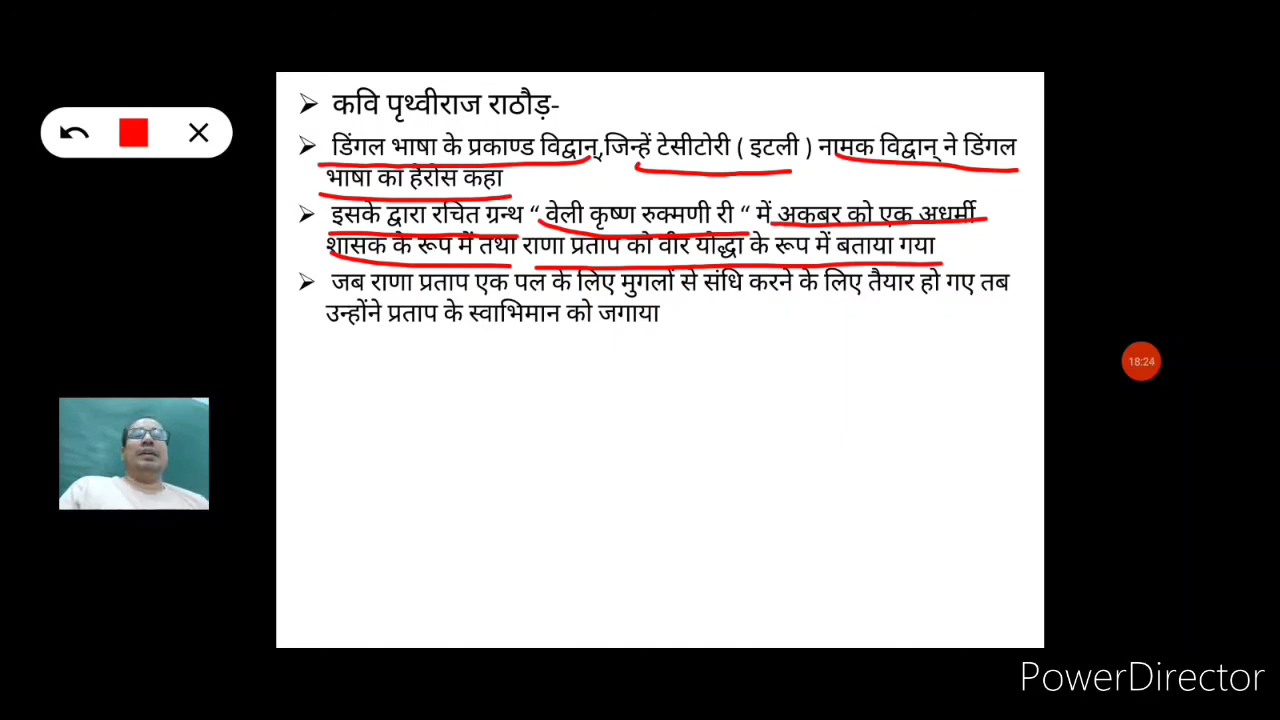 ➢ कवि पृथ्वीराज राठौड़-
➢ डिंगल भाषा के प्रकाण्ड विद्वान्,जिन्हें टेसीटोरी ( इटली ) नामक विद्वान् ने डिंगल
भाषा का हेरोस कहा
➢ इसके द्वारा रचित ग्रन्थ “ वेली कृष्ण रुक्मणी री “ में अकबर को एक अधर्मी
शासक के रूप में तथा राणा प्रताप को वीर योद्धा के रूप में बताया गया
➢ जब राणा प्रताप एक पल के लिए मुगलों से संधि करने के लिए तैयार हो गए तब
उन्होंने प्रताप के स्वाभिमान को जगाया
18:24
PowerDirector